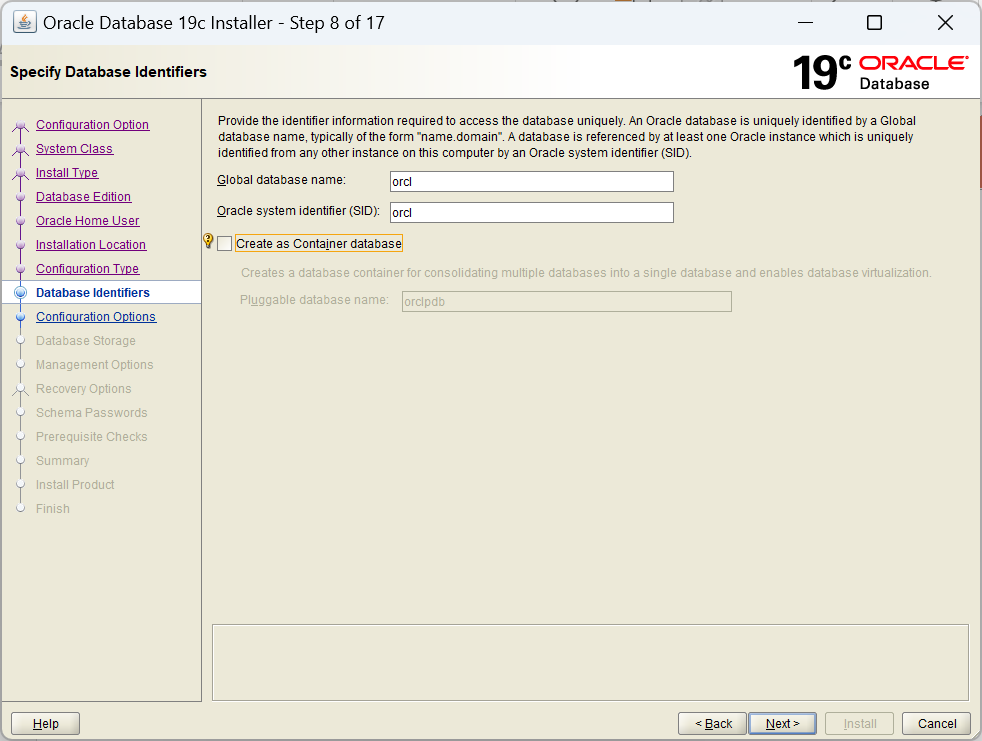 Oracle Database 19c Installer - Step 8 of 17
Specify Database Identifiers
19c ORACLE
Database
Configuration Option
System Class
Install Type
Database Edition
Oracle Home User
Installation Location
Configuration Type
Database Identifiers
Configuration Options
Database Storage
Management Options
Recovery Options
Schema Passwords
Prerequisite Checks
Summary
Install Product
Finish
Provide the identifier information required to access the database uniquely. An Oracle database is uniquely identified by a Global
database name, typically of the form "name.domain". A database is referenced by at least one Oracle instance which is uniquely
identified from any other instance on this computer by an Oracle system identifier (SID).
Global database name: orcl
Oracle system identifier (SID): orcl
Create as Container database
Creates a database container for consolidating multiple databases into a single database and enables database virtualization.
Pluggable database name: orclpdb
Help < Back Next > Install Cancel